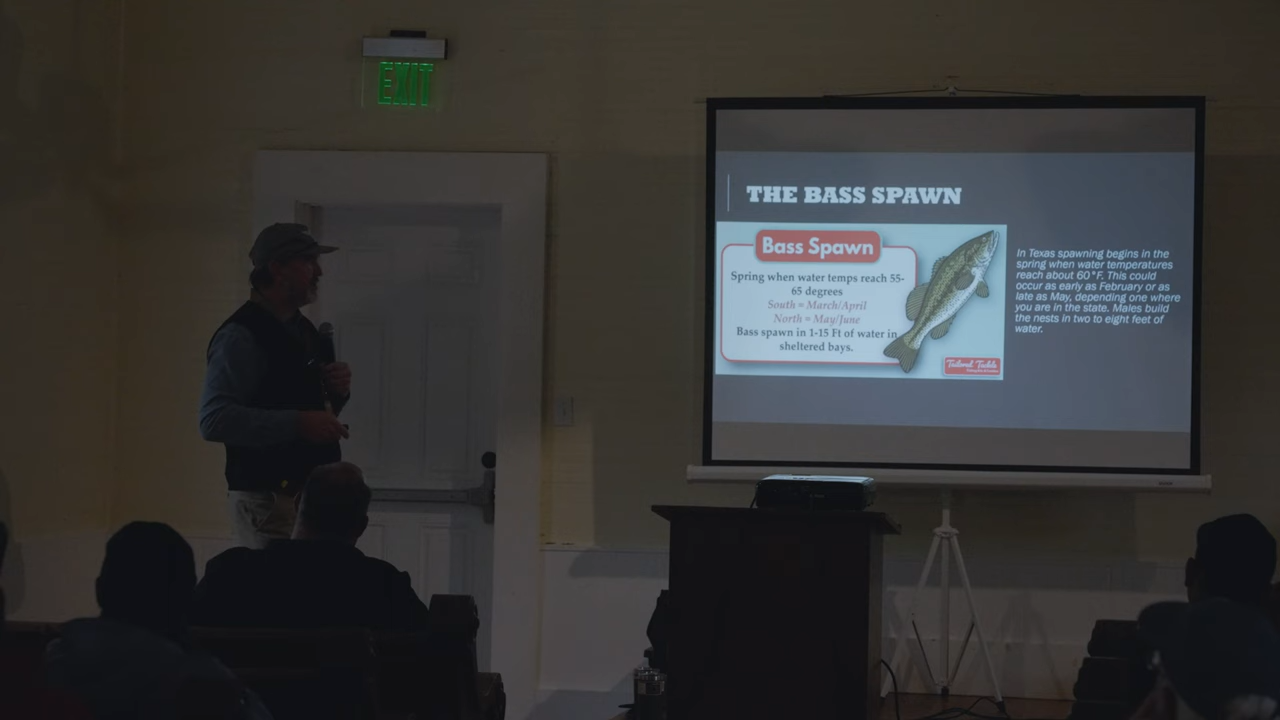 EXIT
THE BASS SPAWN
Bass Spawn
Spring when water temps reach 55-
65 degrees
South = March/April
North = May/June
Bass spawn in 1-15 Ft of water in
sheltered bays.
Tailored Tackle
In Texas spawning begins in the
spring when water temperatures
reach about 60°F. This could
occur as early as February or as
late as May, depending one where
you are in the state. Males build
the nests in two to eight feet of
water.